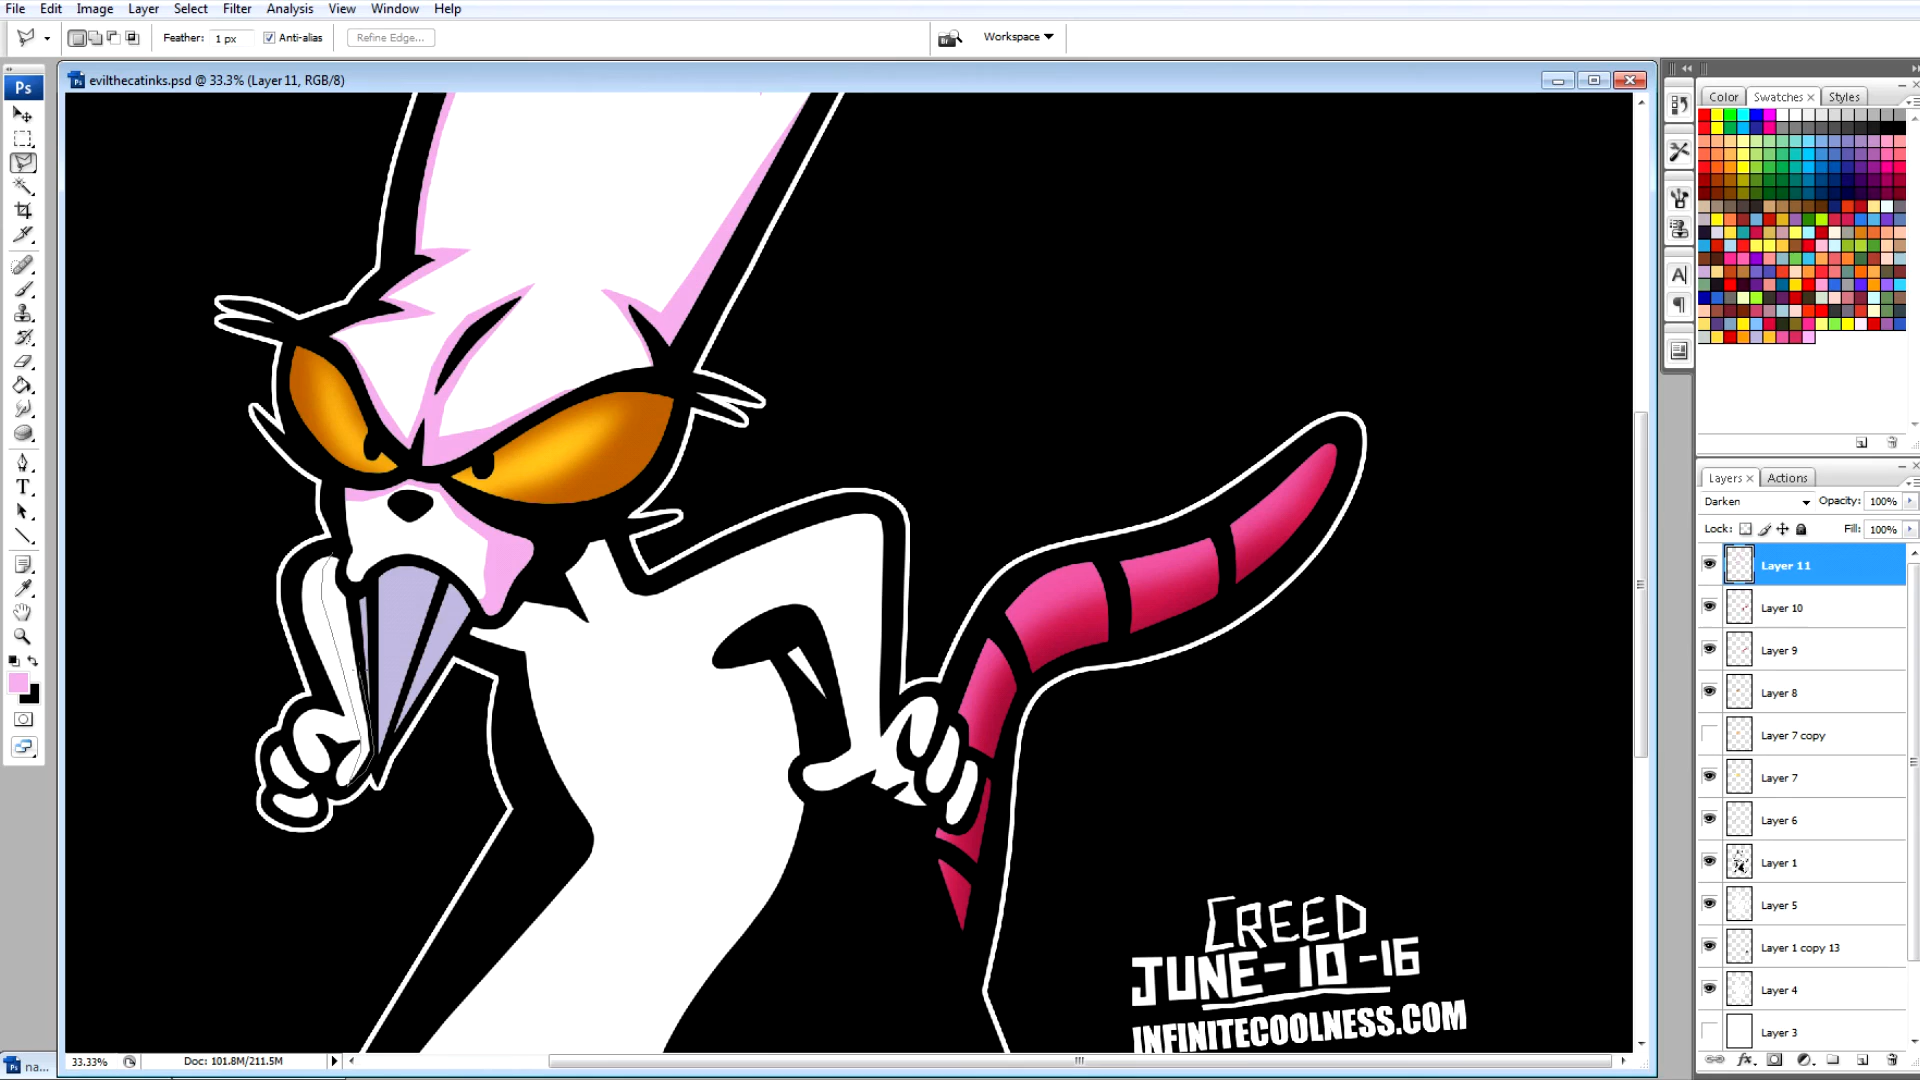 File Edit Image Layer Select Filter Analysis View Window Help
Feather: 1 px Anti-alias Refine Edge... Br Workspace
Ps evilthecatinks.psd @ 33.3% (Layer 11, RGB/8)
Color Swatches Styles
Layers Actions
Darken Opacity: 100%
Lock: Fill: 100%
Layer 11
Layer 10
Layer 9
Layer 8
Layer 7 copy
Layer 7
Layer 6
Layer 1
Layer 5
Layer 1 copy 13
Layer 4
Layer 3
CREED
JUNE-10-16
INFINITECOOLNESS.COM
33.33% Doc: 101.8M/211.5M
Ps na...